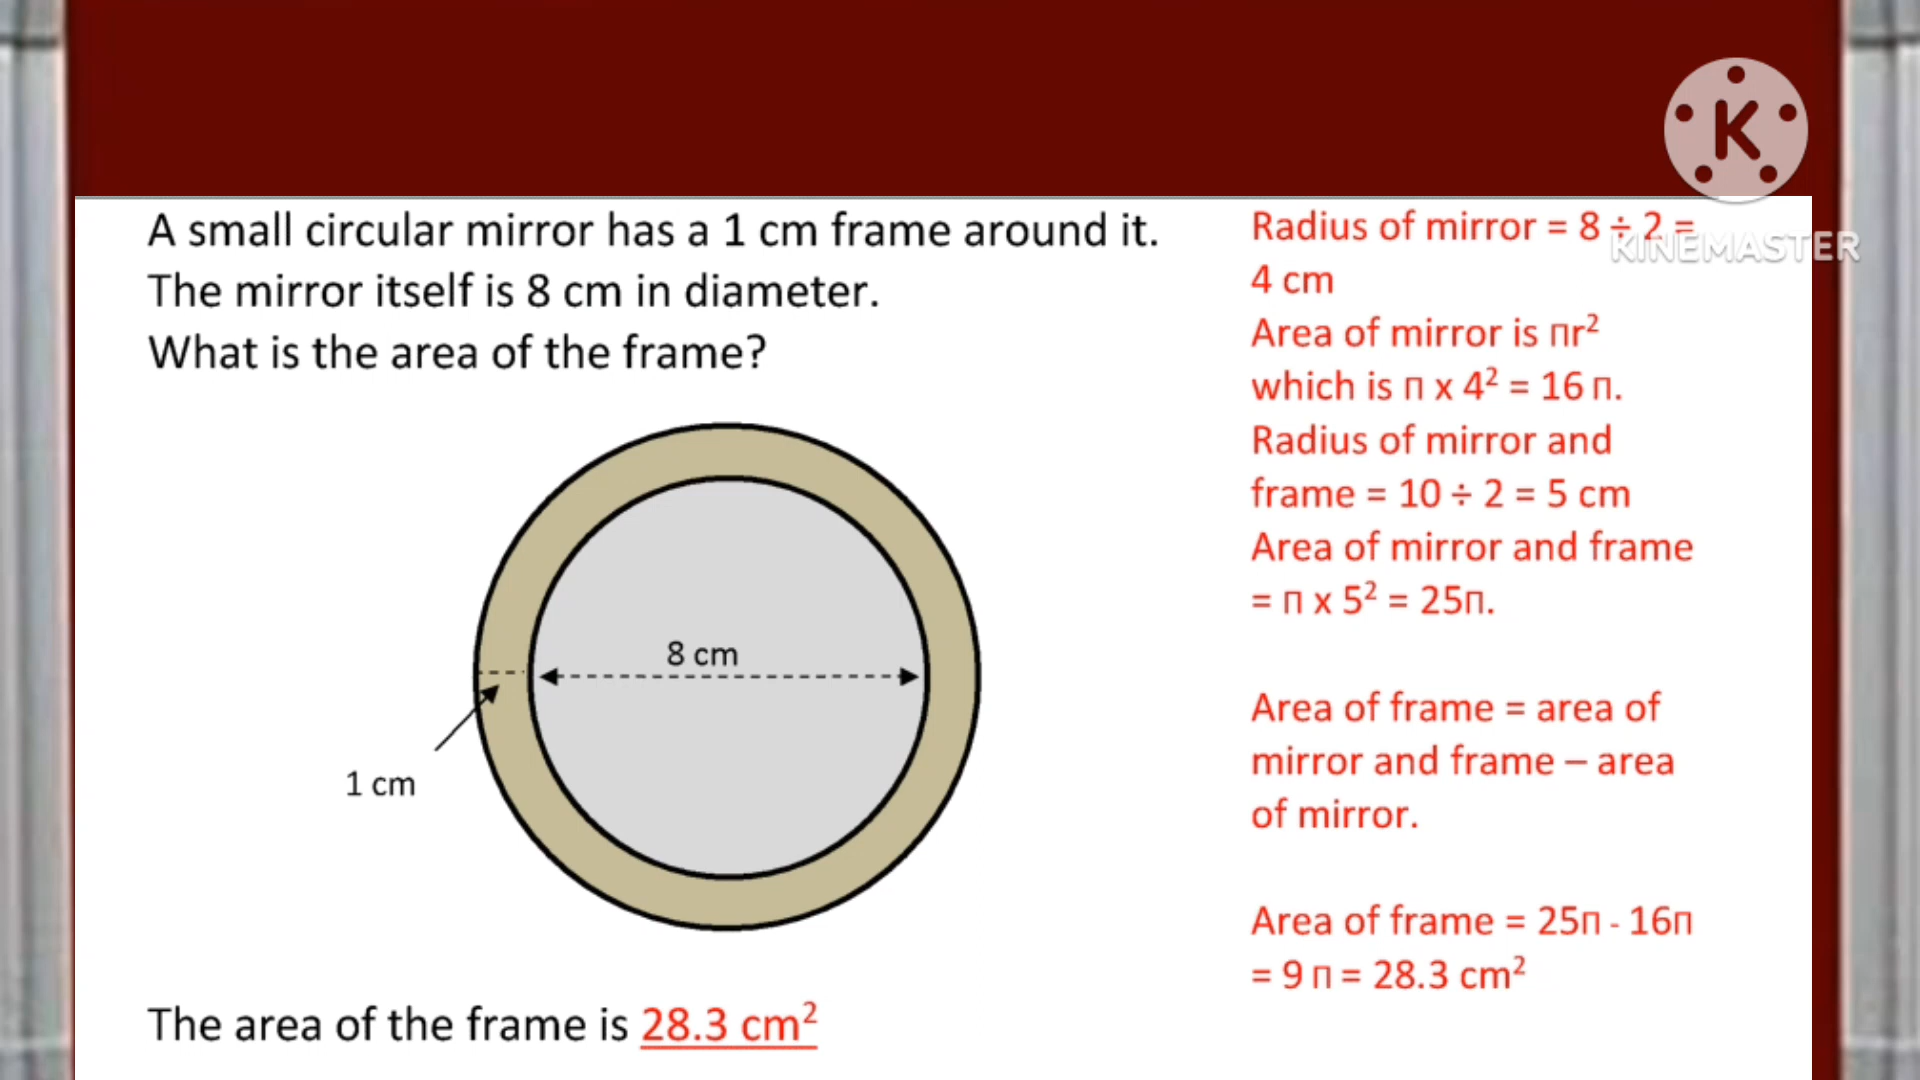 A small circular mirror has a 1 cm frame around it.
The mirror itself is 8 cm in diameter.
What is the area of the frame?
8 cm
1 cm
The area of the frame is 28.3 cm²
K
KINEMASTER
Radius of mirror = 8 ÷ 2 =
4 cm
Area of mirror is πr²
which is π x 4² = 16 π.
Radius of mirror and
frame = 10 ÷ 2 = 5 cm
Area of mirror and frame
= π x 5² = 25π.
Area of frame = area of
mirror and frame – area
of mirror.
Area of frame = 25π - 16π
= 9 π = 28.3 cm²